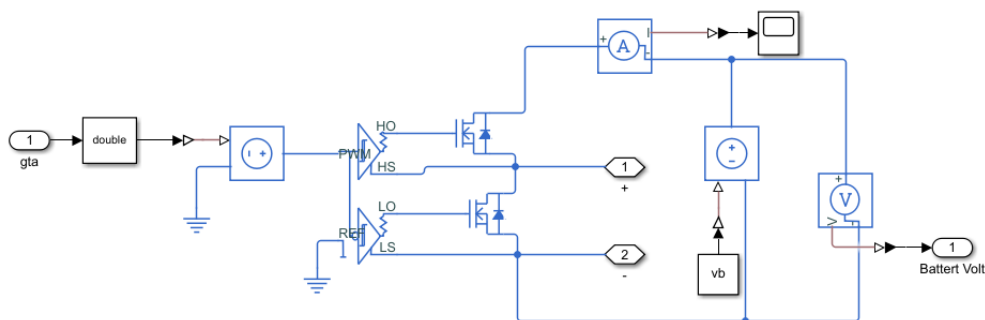 A
I
+
-
1
gta
double
- +
PWM
HO
HS
1
+
+
-
+
V
V
-
REF
LO
LS
2
-
vb
1
Battert Volt